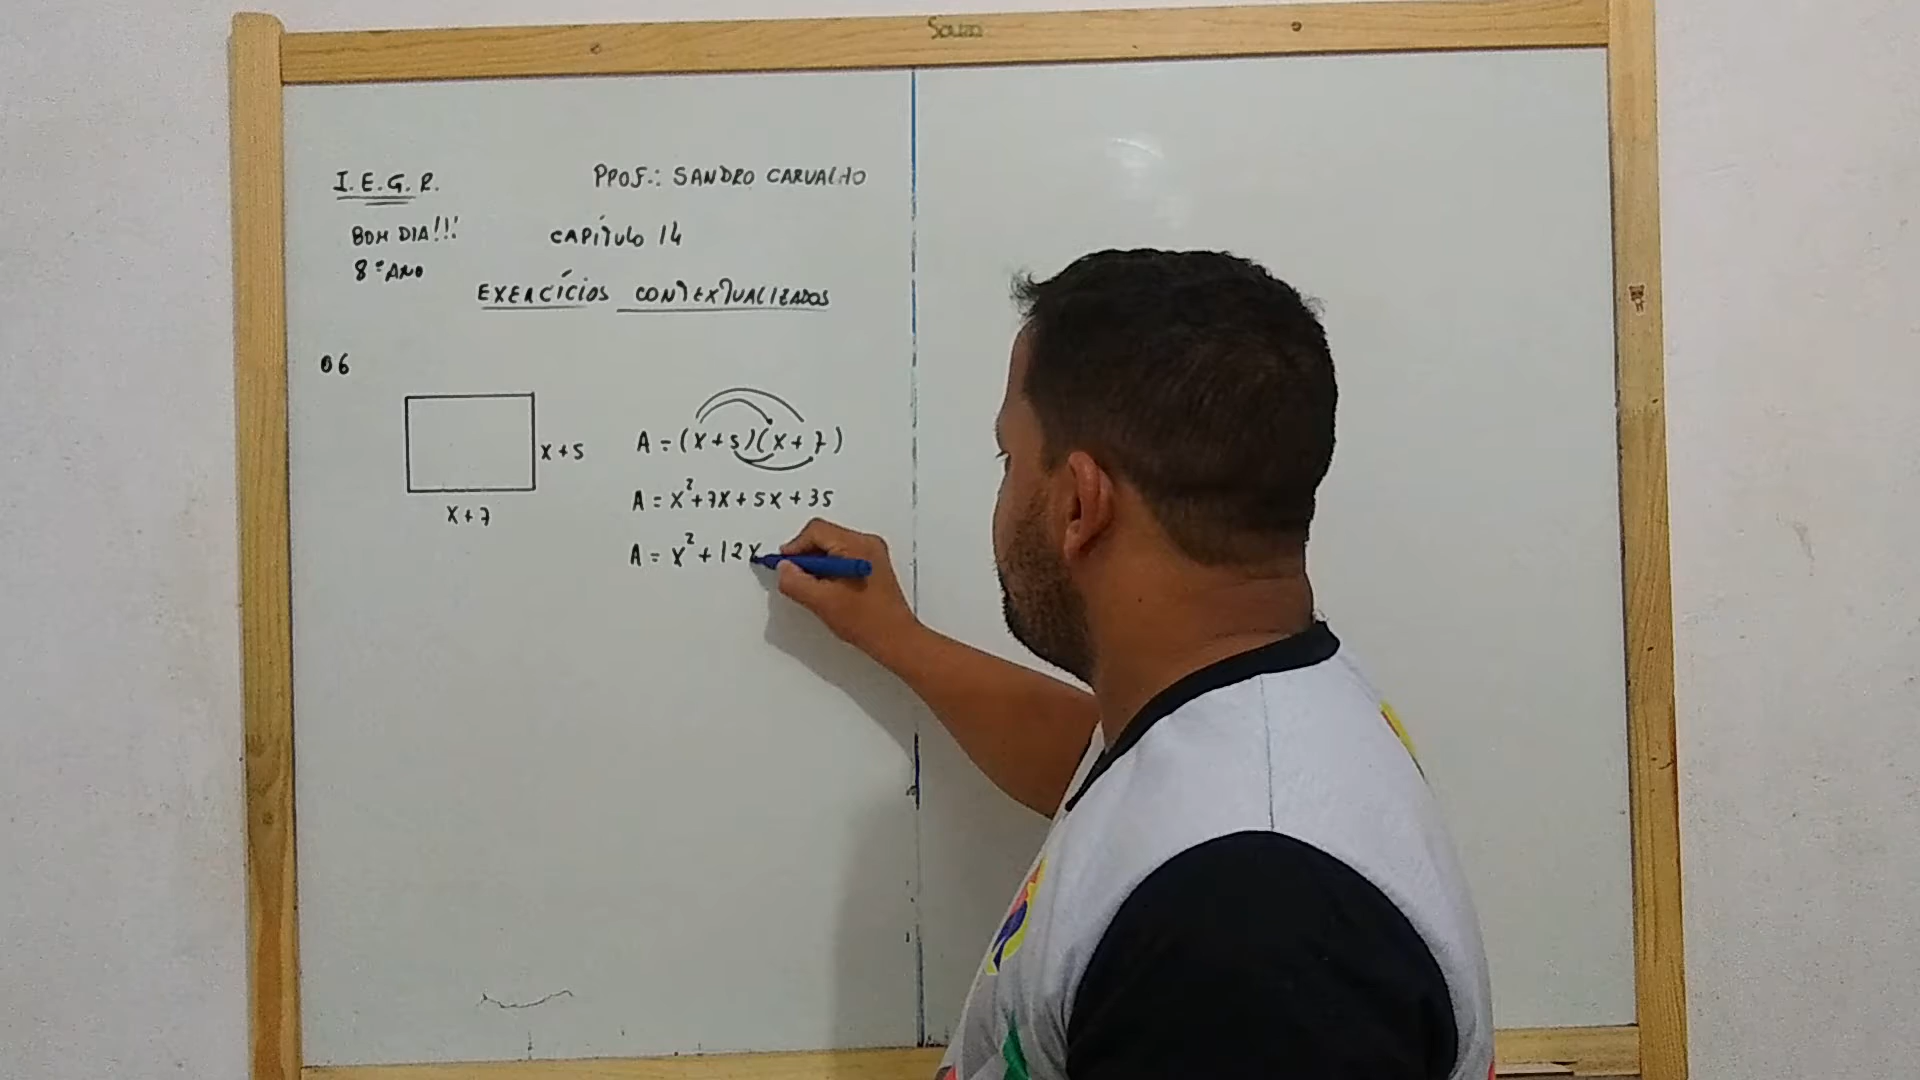 Souza
I.E.G.R.
PROF.: SANDRO CARVALHO
BOM DIA!!!
CAPÍTULO 14
8º ANO
EXERCÍCIOS CONTEXTUALIZADOS
06
x+5
x+7
A=(x+5)(x+7)
A=x²+7x+5x+35
A=x²+12x